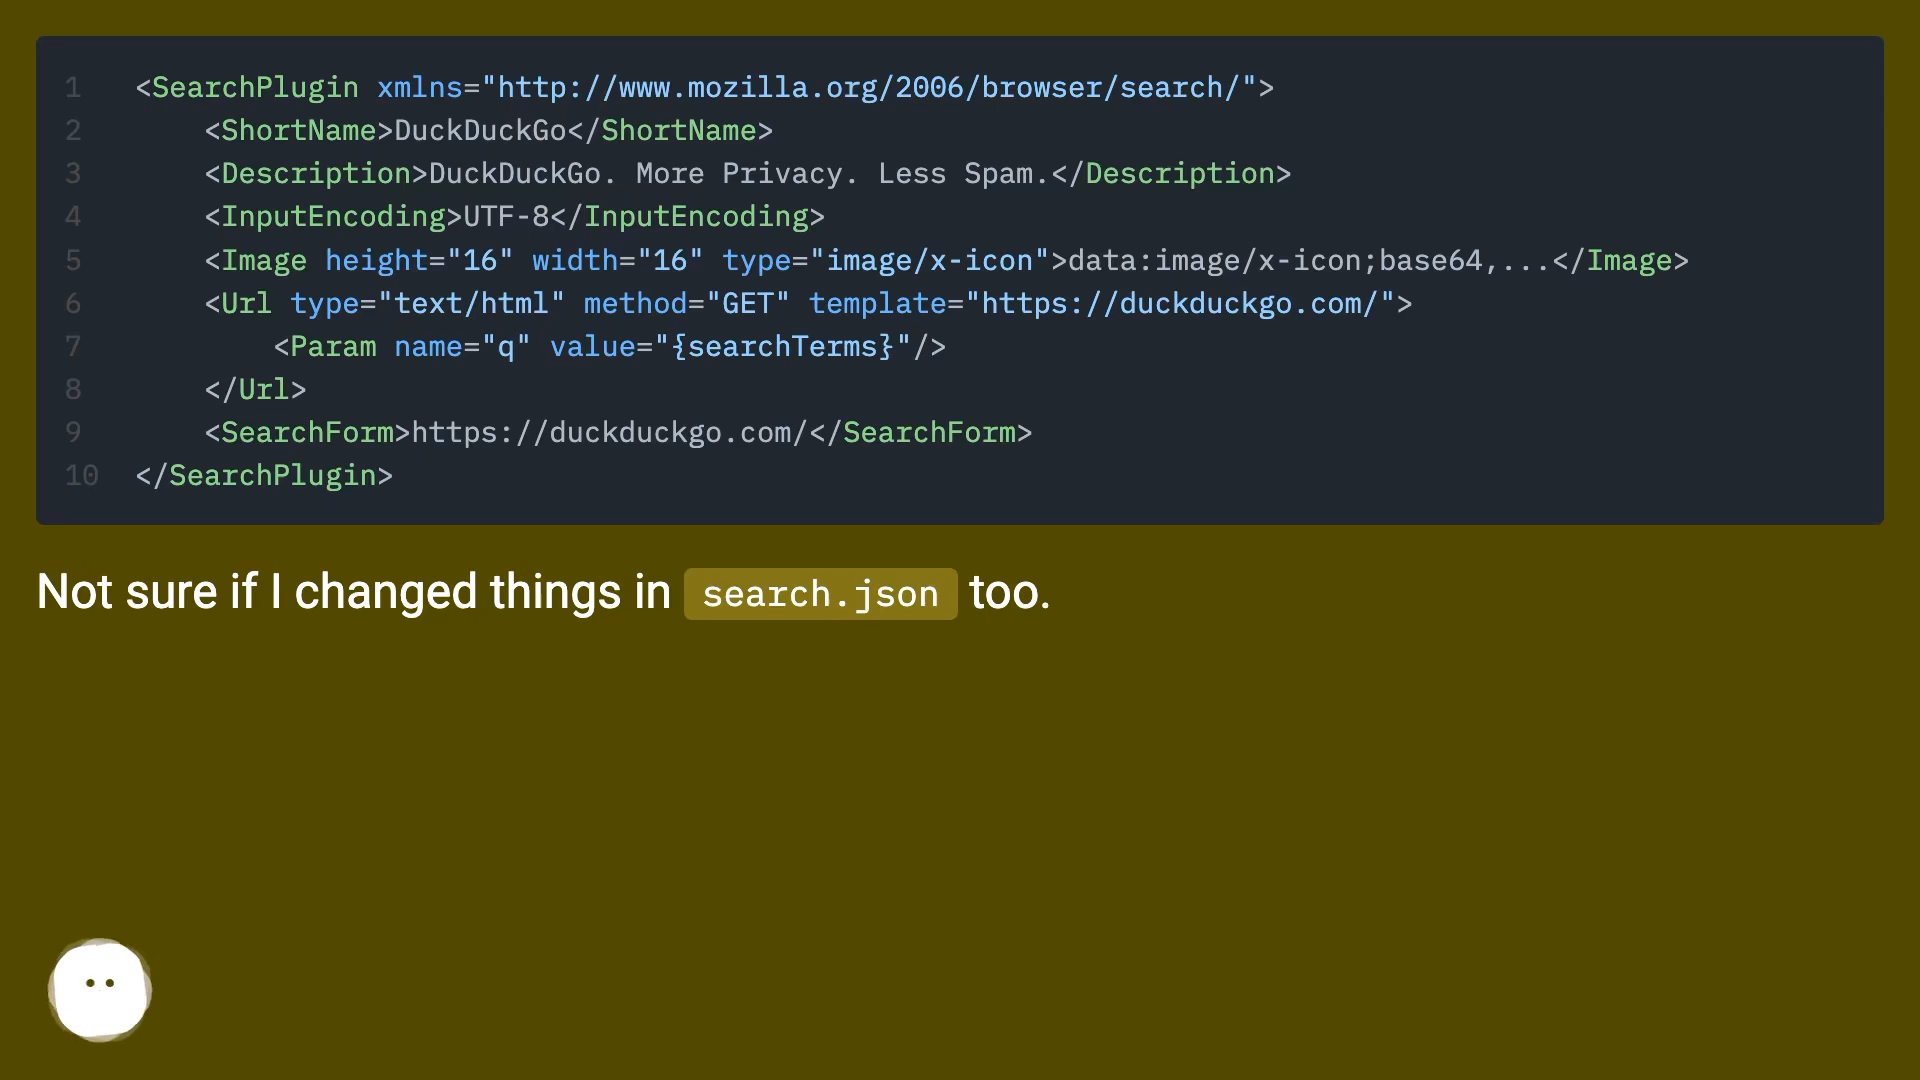 1 <SearchPlugin xmlns="http://www.mozilla.org/2006/browser/search/">
2 <ShortName>DuckDuckGo</ShortName>
3 <Description>DuckDuckGo. More Privacy. Less Spam.</Description>
4 <InputEncoding>UTF-8</InputEncoding>
5 <Image height="16" width="16" type="image/x-icon">data:image/x-icon;base64,...</Image>
6 <Url type="text/html" method="GET" template="https://duckduckgo.com/">
7 <Param name="q" value="{searchTerms}"/>
8 </Url>
9 <SearchForm>https://duckduckgo.com/</SearchForm>
10 </SearchPlugin>
Not sure if I changed things in search.json too.